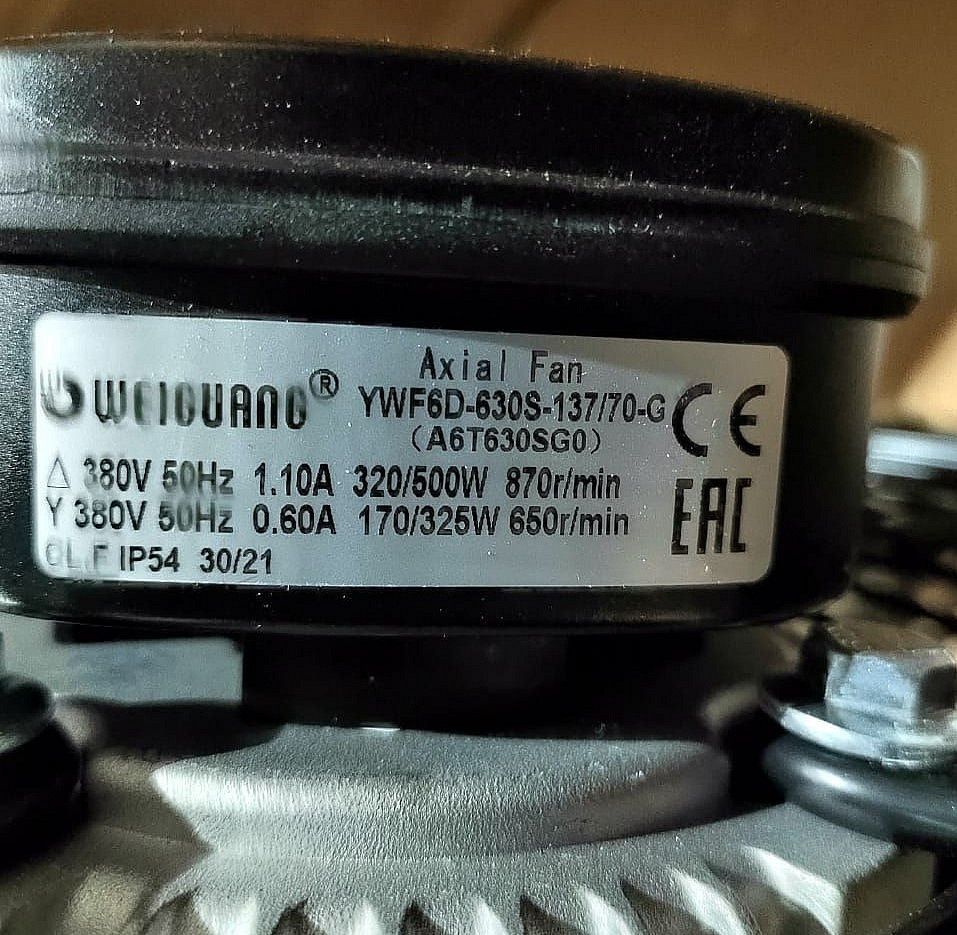 Axial Fan
WEIGUANG® YWF6D-630S-137/70-G CE
(A6T630SG0)
△ 380V 50Hz 1.10A 320/500W 870r/min
Y 380V 50Hz 0.60A 170/325W 650r/min
EAC
CL.F IP54 30/21